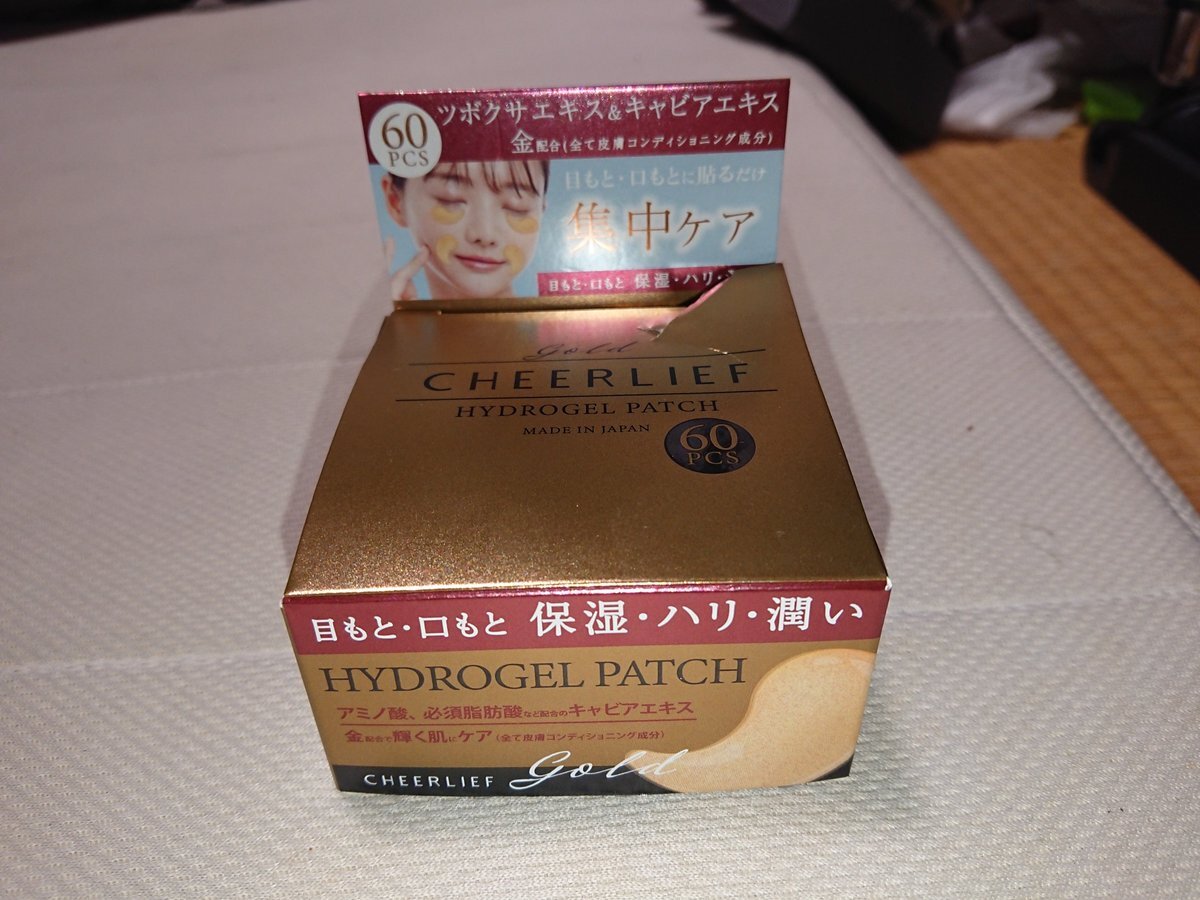 60
PCS
ツボクサエキス&キャビアエキス
金配合(全て皮膚コンディショニング成分)
目もと・口もとに貼るだけ
集中ケア
目もと・口もと 保湿・ハリ・
gold
CHEERLIEF
HYDROGEL PATCH
MADE IN JAPAN
60
PCS
目もと・口もと 保湿・ハリ・潤い
HYDROGEL PATCH
アミノ酸、必須脂肪酸など配合のキャビアエキス
金配合で輝く肌にケア(全て皮膚コンディショニング成分)
CHEERLIEF gold